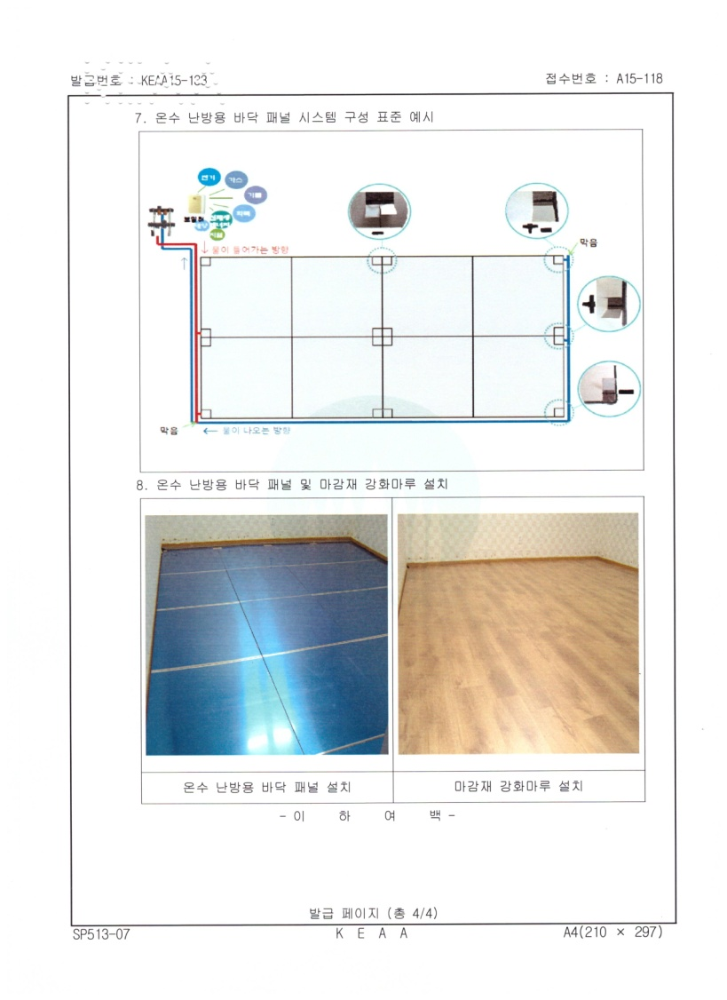 발급번호 : KEAA15-123
접수번호 : A15-118
7. 온수 난방용 바닥 패널 시스템 구성 표준 예시
전기
가스
기름
보일러
막음
물이 들어가는 방향
막음
물이 나오는 방향
8. 온수 난방용 바닥 패널 및 마감재 강화마루 설치
온수 난방용 바닥 패널 설치
마감재 강화마루 설치
- 이 하 여 백 -
발급 페이지 (총 4/4)
SP513-07
K E A A
A4(210 × 297)